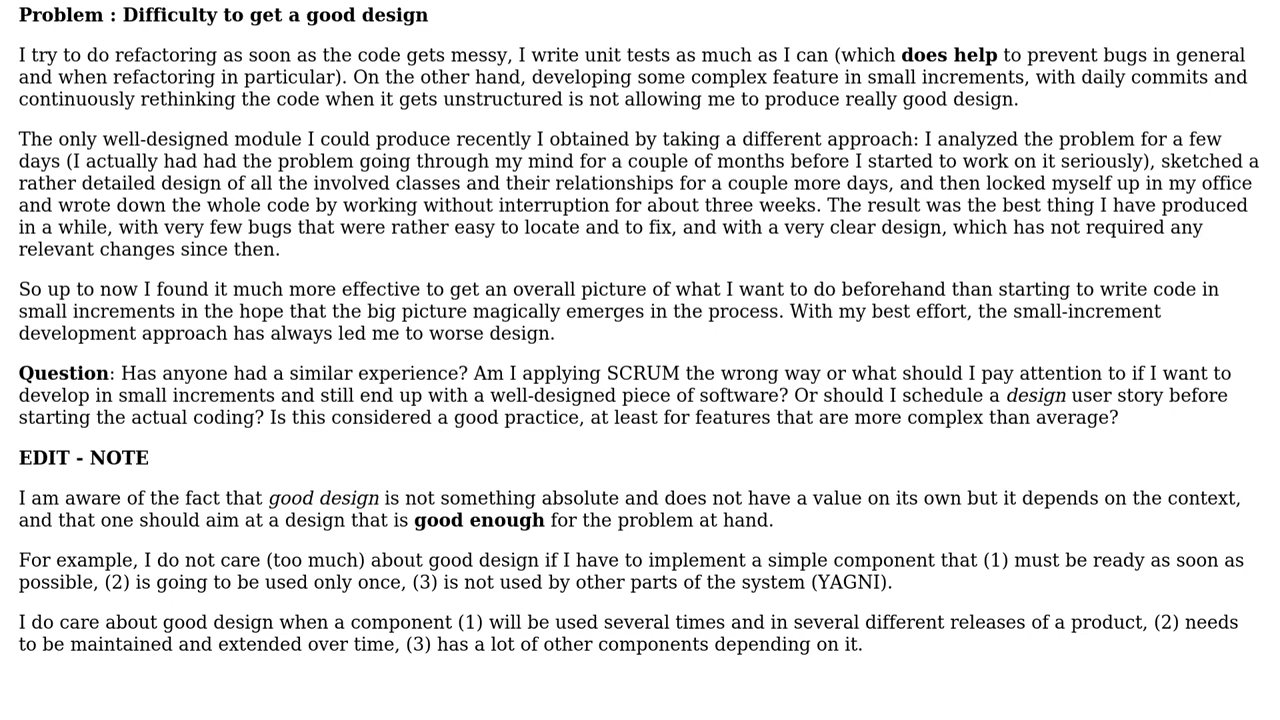 Problem : Difficulty to get a good design
I try to do refactoring as soon as the code gets messy, I write unit tests as much as I can (which does help to prevent bugs in general
and when refactoring in particular). On the other hand, developing some complex feature in small increments, with daily commits and
continuously rethinking the code when it gets unstructured is not allowing me to produce really good design.
The only well-designed module I could produce recently I obtained by taking a different approach: I analyzed the problem for a few
days (I actually had had the problem going through my mind for a couple of months before I started to work on it seriously), sketched a
rather detailed design of all the involved classes and their relationships for a couple more days, and then locked myself up in my office
and wrote down the whole code by working without interruption for about three weeks. The result was the best thing I have produced
in a while, with very few bugs that were rather easy to locate and to fix, and with a very clear design, which has not required any
relevant changes since then.
So up to now I found it much more effective to get an overall picture of what I want to do beforehand than starting to write code in
small increments in the hope that the big picture magically emerges in the process. With my best effort, the small-increment
development approach has always led me to worse design.
Question: Has anyone had a similar experience? Am I applying SCRUM the wrong way or what should I pay attention to if I want to
develop in small increments and still end up with a well-designed piece of software? Or should I schedule a design user story before
starting the actual coding? Is this considered a good practice, at least for features that are more complex than average?
EDIT - NOTE
I am aware of the fact that good design is not something absolute and does not have a value on its own but it depends on the context,
and that one should aim at a design that is good enough for the problem at hand.
For example, I do not care (too much) about good design if I have to implement a simple component that (1) must be ready as soon as
possible, (2) is going to be used only once, (3) is not used by other parts of the system (YAGNI).
I do care about good design when a component (1) will be used several times and in several different releases of a product, (2) needs
to be maintained and extended over time, (3) has a lot of other components depending on it.